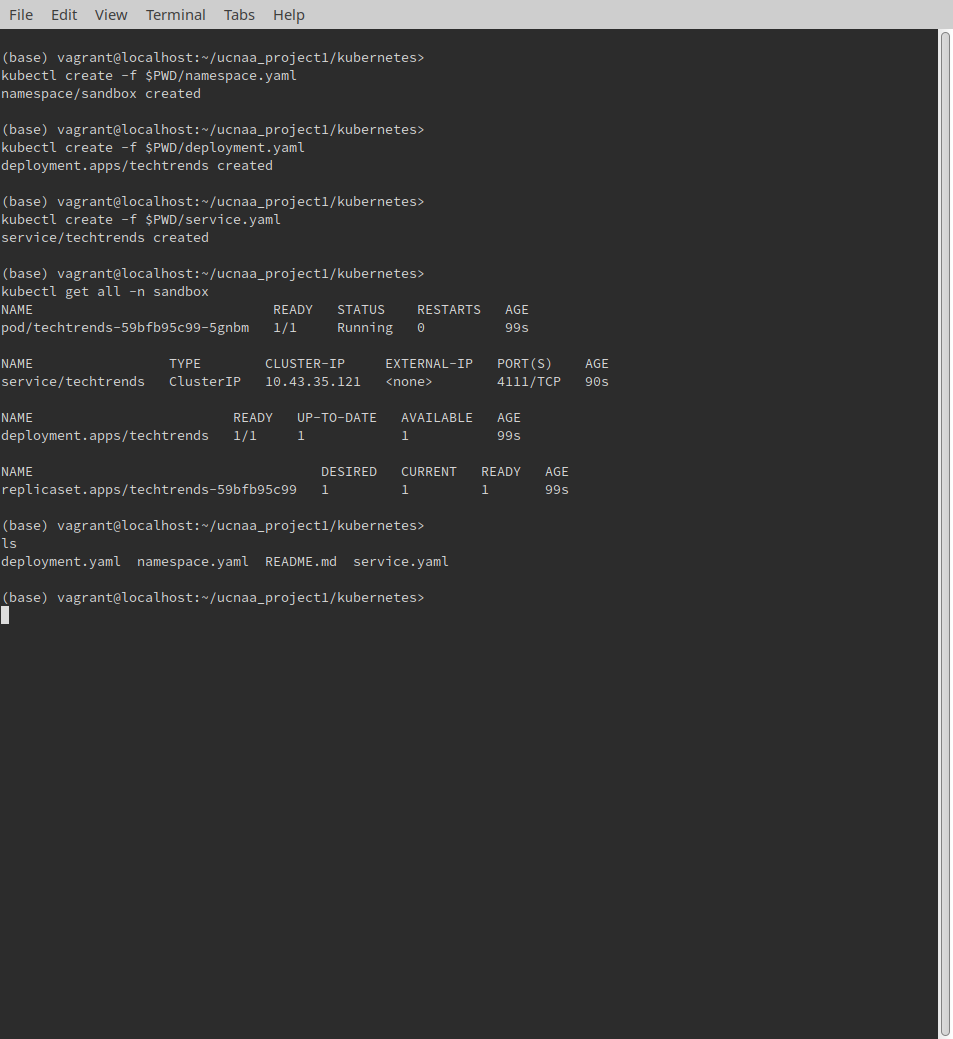 File Edit View Terminal Tabs Help
(base) vagrant@localhost:~/ucnaa_project1/kubernetes>
kubectl create -f $PWD/namespace.yaml
namespace/sandbox created
(base) vagrant@localhost:~/ucnaa_project1/kubernetes>
kubectl create -f $PWD/deployment.yaml
deployment.apps/techtrends created
(base) vagrant@localhost:~/ucnaa_project1/kubernetes>
kubectl create -f $PWD/service.yaml
service/techtrends created
(base) vagrant@localhost:~/ucnaa_project1/kubernetes>
kubectl get all -n sandbox
NAME READY STATUS RESTARTS AGE
pod/techtrends-59bfb95c99-5gnbm 1/1 Running 0 99s
NAME TYPE CLUSTER-IP EXTERNAL-IP PORT(S) AGE
service/techtrends ClusterIP 10.43.35.121 <none> 4111/TCP 90s
NAME READY UP-TO-DATE AVAILABLE AGE
deployment.apps/techtrends 1/1 1 1 99s
NAME DESIRED CURRENT READY AGE
replicaset.apps/techtrends-59bfb95c99 1 1 1 99s
(base) vagrant@localhost:~/ucnaa_project1/kubernetes>
ls
deployment.yaml namespace.yaml README.md service.yaml
(base) vagrant@localhost:~/ucnaa_project1/kubernetes>